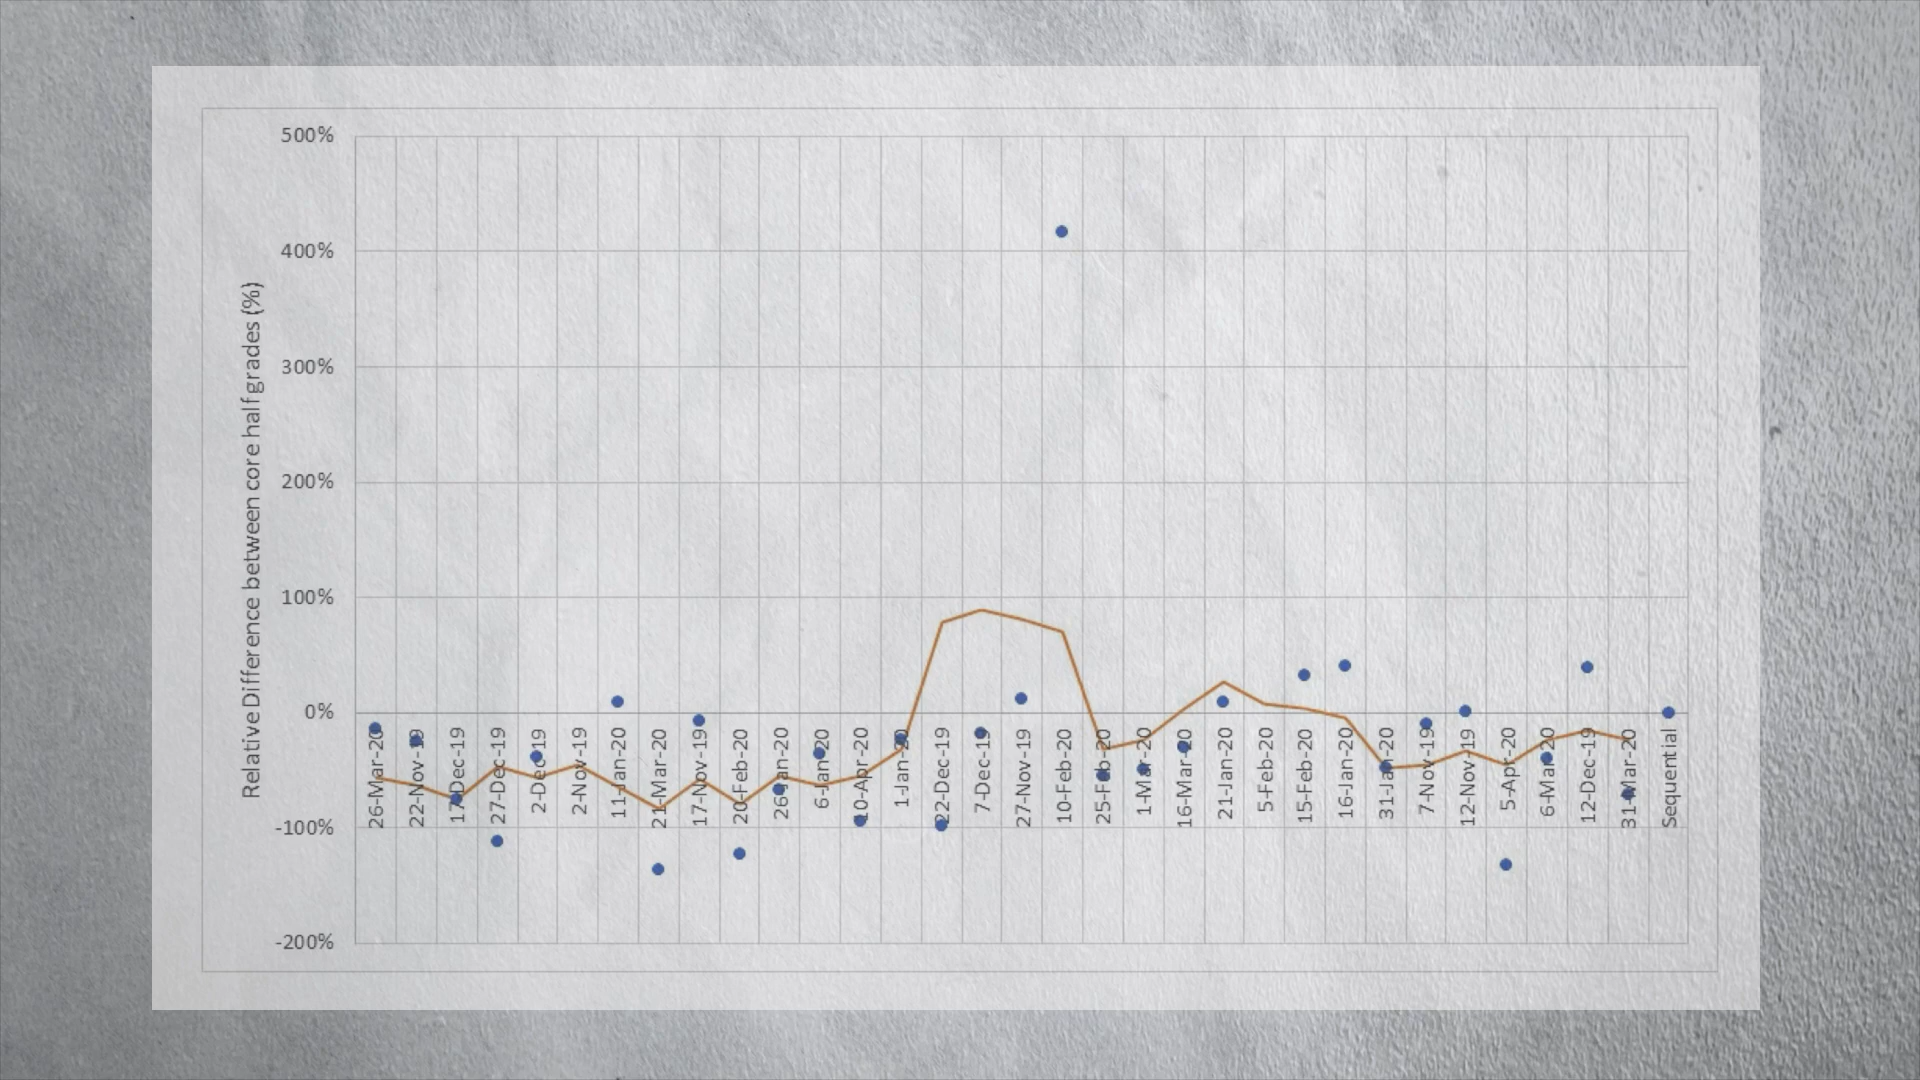 Relative Difference between core half grades (%)
500%
400%
300%
200%
100%
0%
-100%
-200%
26-Mar-20
22-Nov-19
17-Dec-19
27-Dec-19
2-Dec-19
2-Nov-19
11-Jan-20
21-Mar-20
17-Nov-19
20-Feb-20
26-Jan-20
6-Jan-20
10-Apr-20
1-Jan-20
22-Dec-19
7-Dec-19
27-Nov-19
10-Feb-20
25-Feb-20
1-Mar-20
16-Mar-20
21-Jan-20
5-Feb-20
15-Feb-20
16-Jan-20
31-Jan-20
7-Nov-19
12-Nov-19
5-Apr-20
6-Mar-20
12-Dec-19
31-Mar-20
Sequential